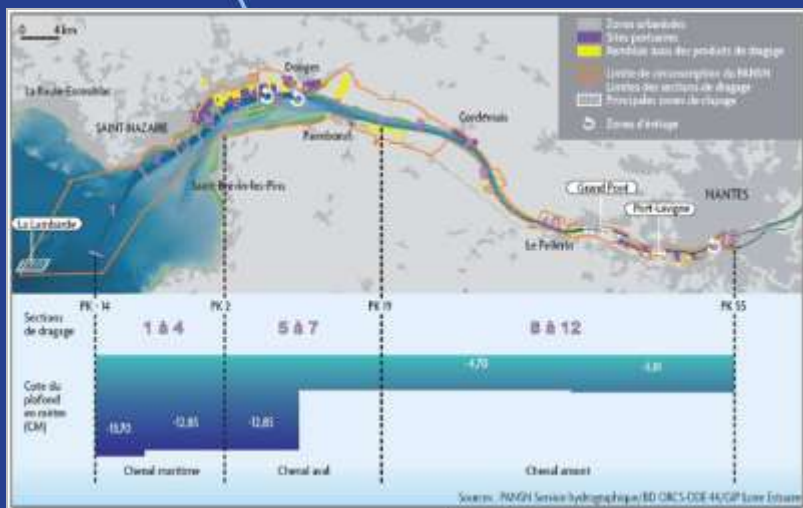 0 4 km
Zones urbanisées
Sites portuaires
Remblais issus des produits de dragage
Limite de circonscription du PANSN
Limites des sections de dragage
Principales zones de clapage
Zones d'évitage
La Baule-Escoublac
SAINT-NAZAIRE
Donges
Paimboeuf
Cordemais
Saint-Brévin-les-Pins
La Lambarde
Grand Pont
NANTES
Port-Lavigne
Le Pellerin
PK - 14
PK 2
PK 19
PK 55
Sections
de dragage
1 à 4
5 à 7
8 à 12
Cote du
plafond
en mètres
(CM)
-13,70
-12,85
-12,85
-4,70
Chenal maritime
Chenal aval
Chenal amont
Sources : PANSN Service hydrographique/BD ORCS-DDE 44/GIP Loire Estuaire